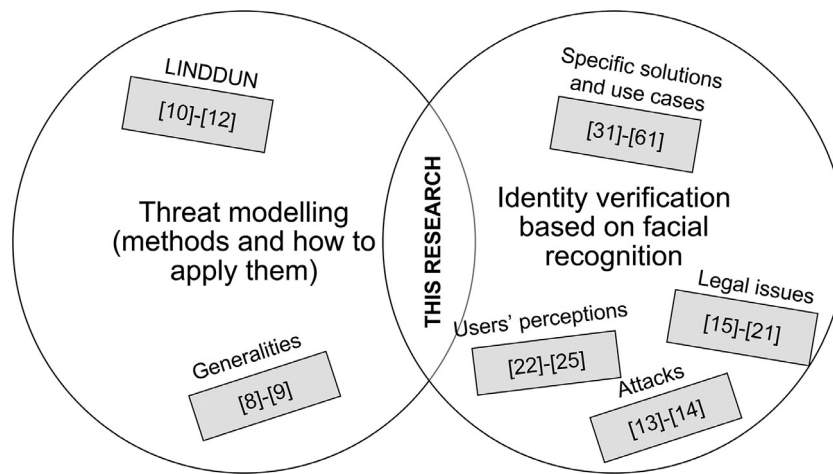 LINDDUN
[10]-[12]
Threat modelling
(methods and how to
apply them)
Generalities
[8]-[9]
THIS RESEARCH
Specific solutions
and use cases
[31]-[61]
Identity verification
based on facial
recognition
Legal issues
[15]-[21]
Users' perceptions
[22]-[25]
Attacks
[13]-[14]